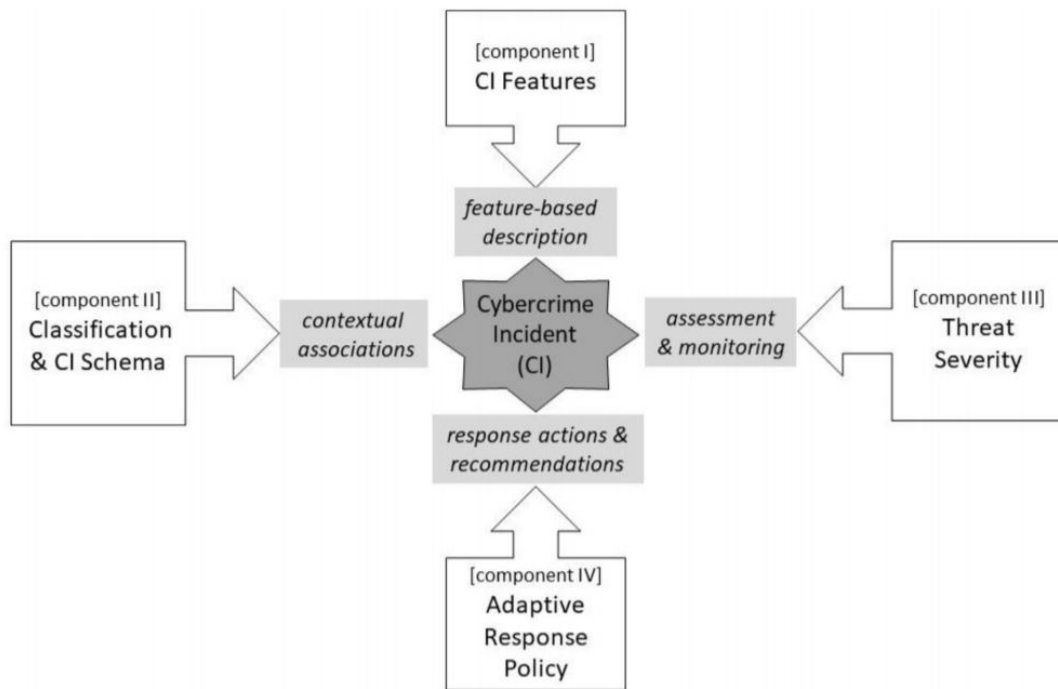 [component I]
CI Features
feature-based
description
[component II]
Classification
& CI Schema
contextual
associations
Cybercrime
Incident
(CI)
assessment
& monitoring
[component III]
Threat
Severity
response actions &
recommendations
[component IV]
Adaptive
Response
Policy